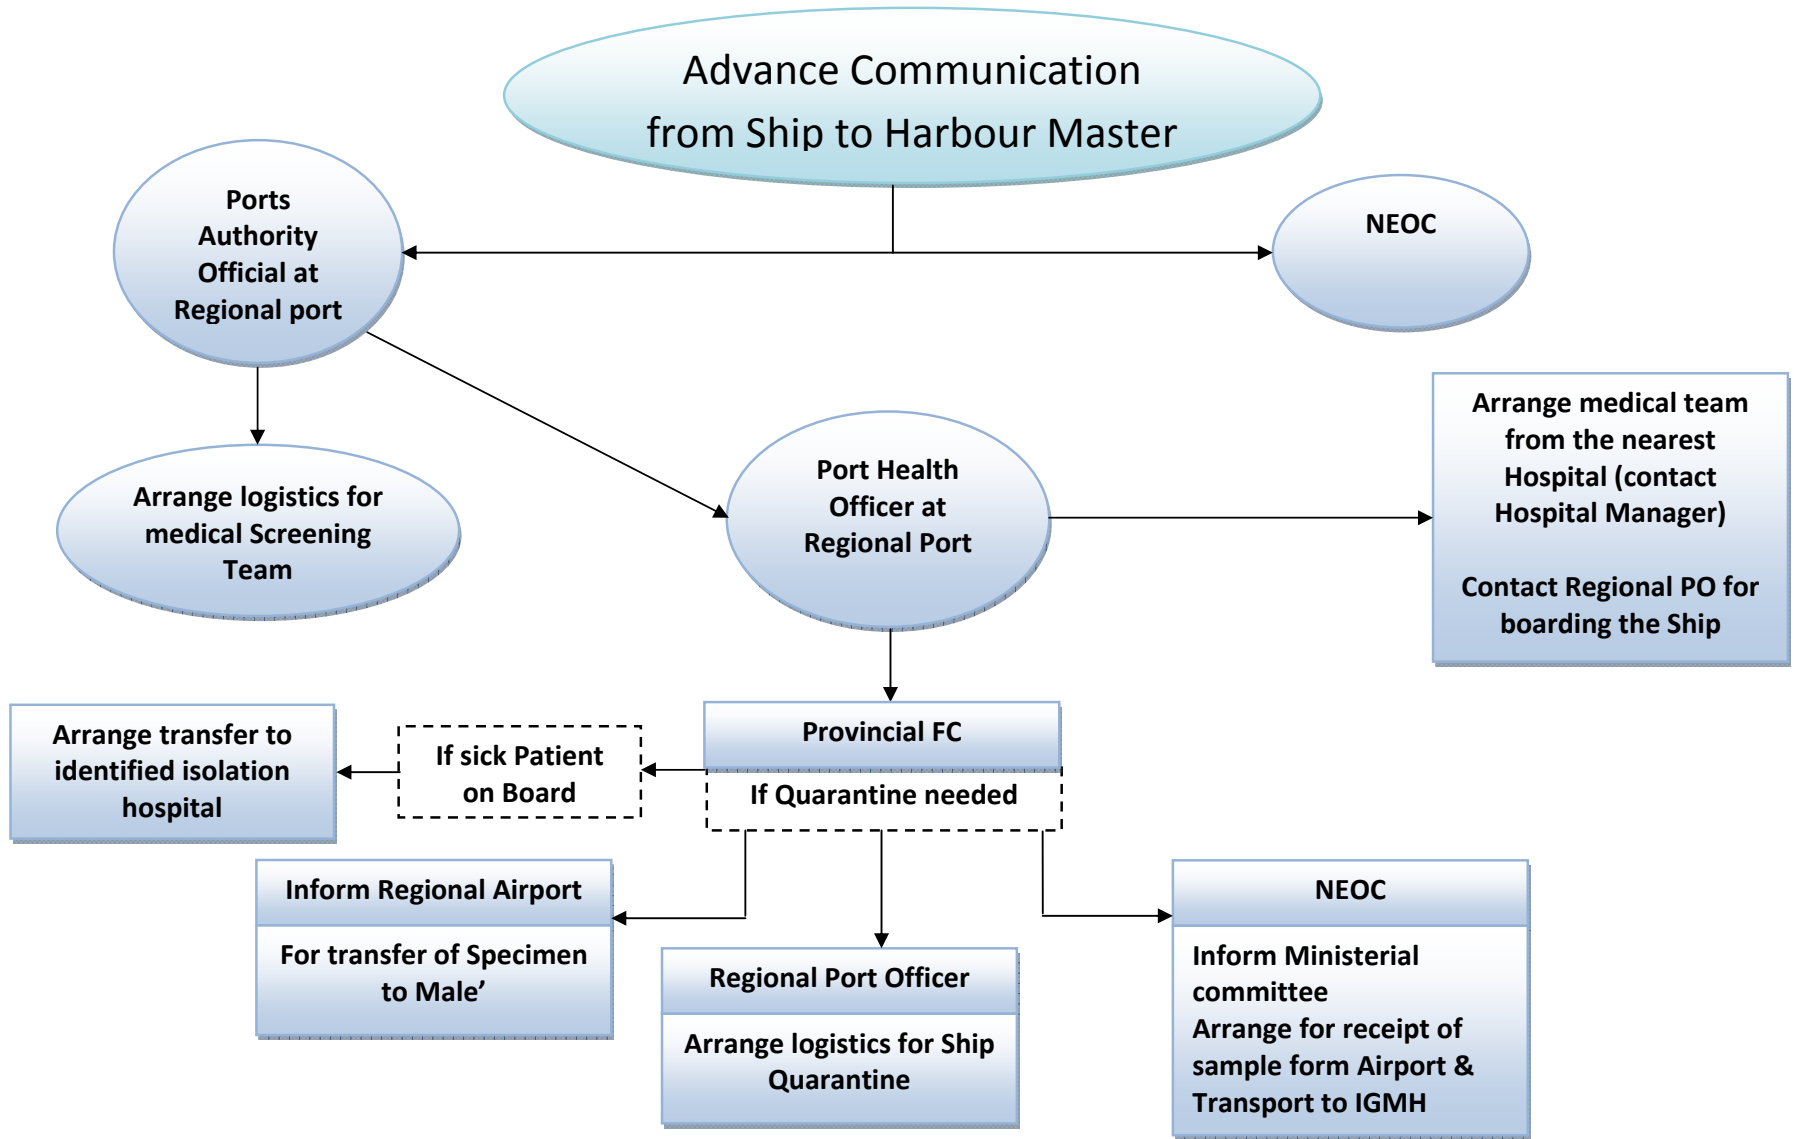 Advance Communication
from Ship to Harbour Master
Ports
Authority
Official at
Regional port
NEOC
Arrange medical team
from the nearest
Hospital (contact
Hospital Manager)
Contact Regional PO for
boarding the Ship
Port Health
Officer at
Regional Port
Arrange logistics for
medical Screening
Team
Provincial FC
If Quarantine needed
If sick Patient
on Board
Arrange transfer to
identified isolation
hospital
Inform Regional Airport
For transfer of Specimen
to Male’
Regional Port Officer
Arrange logistics for Ship
Quarantine
NEOC
Inform Ministerial
committee
Arrange for receipt of
sample form Airport &
Transport to IGMH